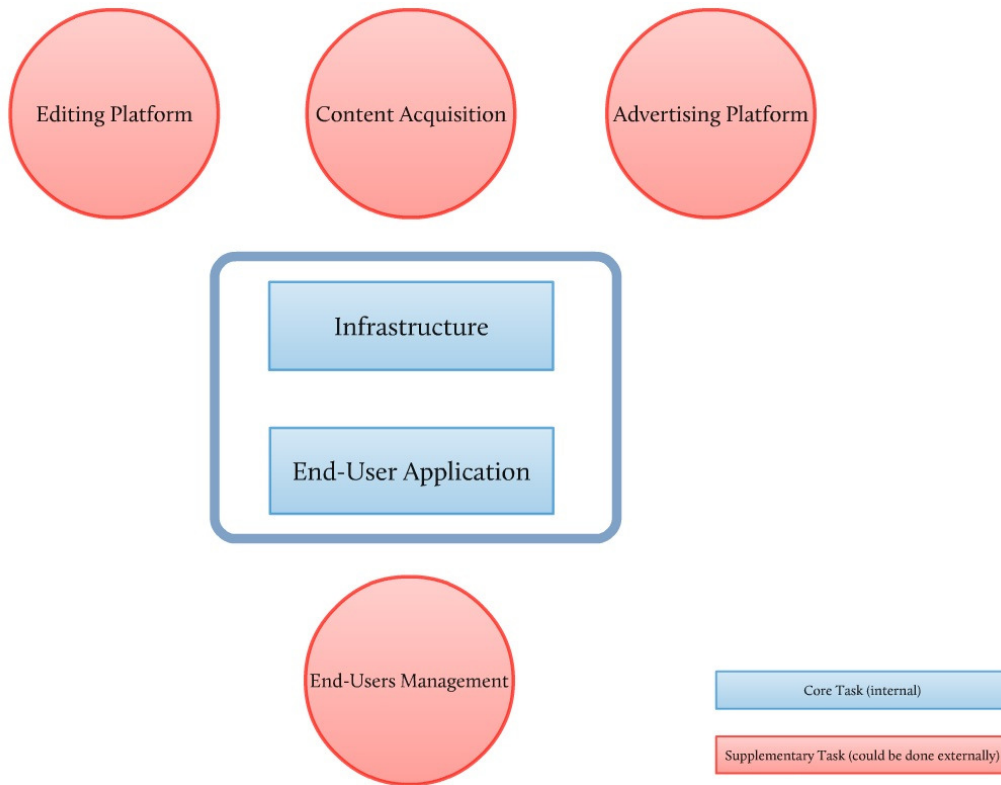 Editing Platform
Content Acquisition
Advertising Platform
Infrastructure
End-User Application
End-Users Management
Core Task (internal)
Supplementary Task (could be done externally)